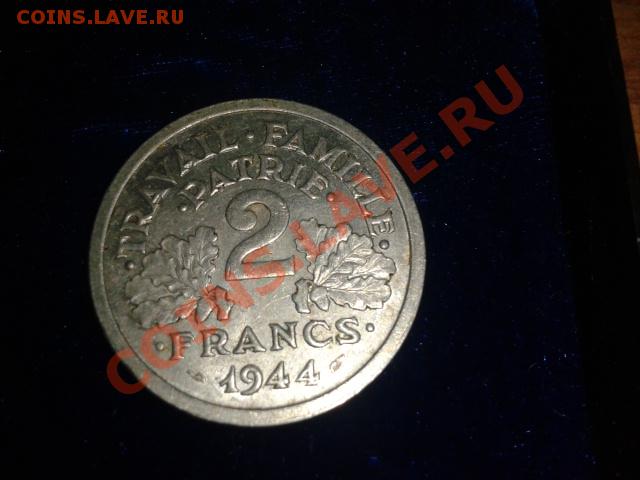 COINS.LAVE.RU
TRAVAIL · FAMILLE
· PATRIE ·
2
· FRANCS ·
1944
COINS.LAVE.RU